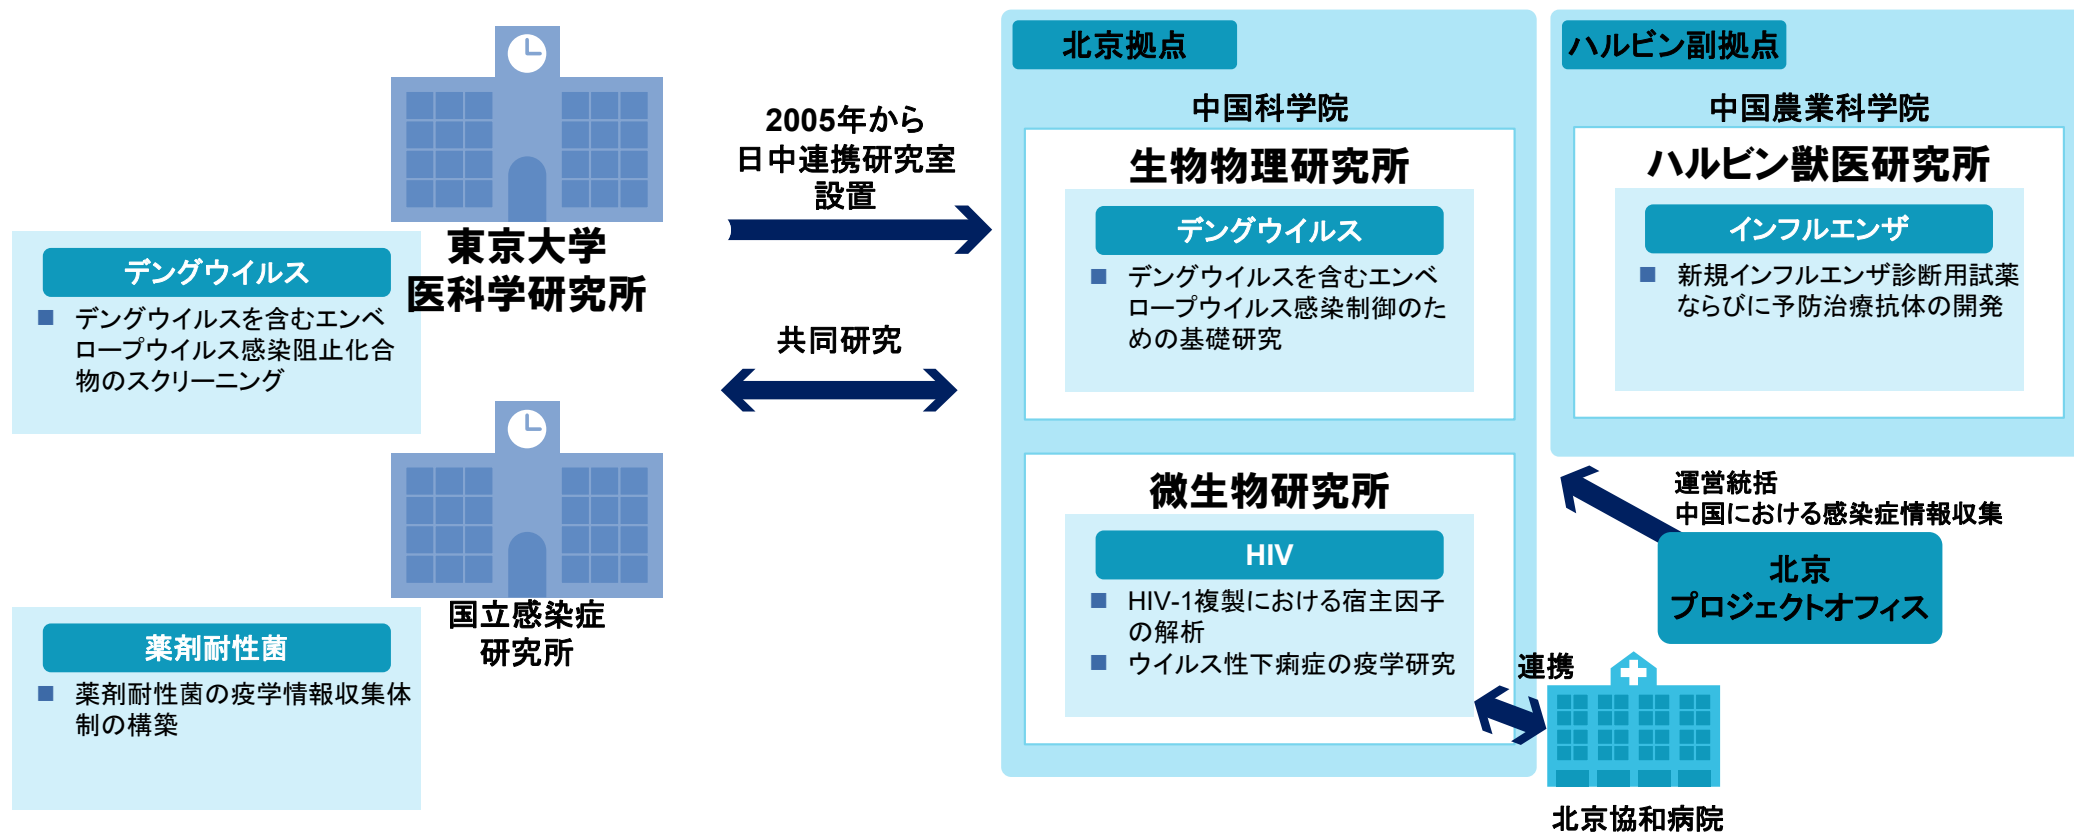 東京大学
医科学研究所
デングウイルス
デングウイルスを含むエンベ
ロープウイルス感染阻止化合
物のスクリーニング
国立感染症
研究所
薬剤耐性菌
薬剤耐性菌の疫学情報収集体
制の構築
2005年から
日中連携研究室
設置
共同研究
北京拠点
中国科学院
生物物理研究所
デングウイルス
デングウイルスを含むエンベ
ロープウイルス感染制御のた
めの基礎研究
微生物研究所
HIV
HIV-1複製における宿主因子
の解析
ウイルス性下痢症の疫学研究
ハルビン副拠点
中国農業科学院
ハルビン獣医研究所
インフルエンザ
新規インフルエンザ診断用試薬
ならびに予防治療抗体の開発
運営統括
中国における感染症情報収集
北京
プロジェクトオフィス
連携
北京協和病院